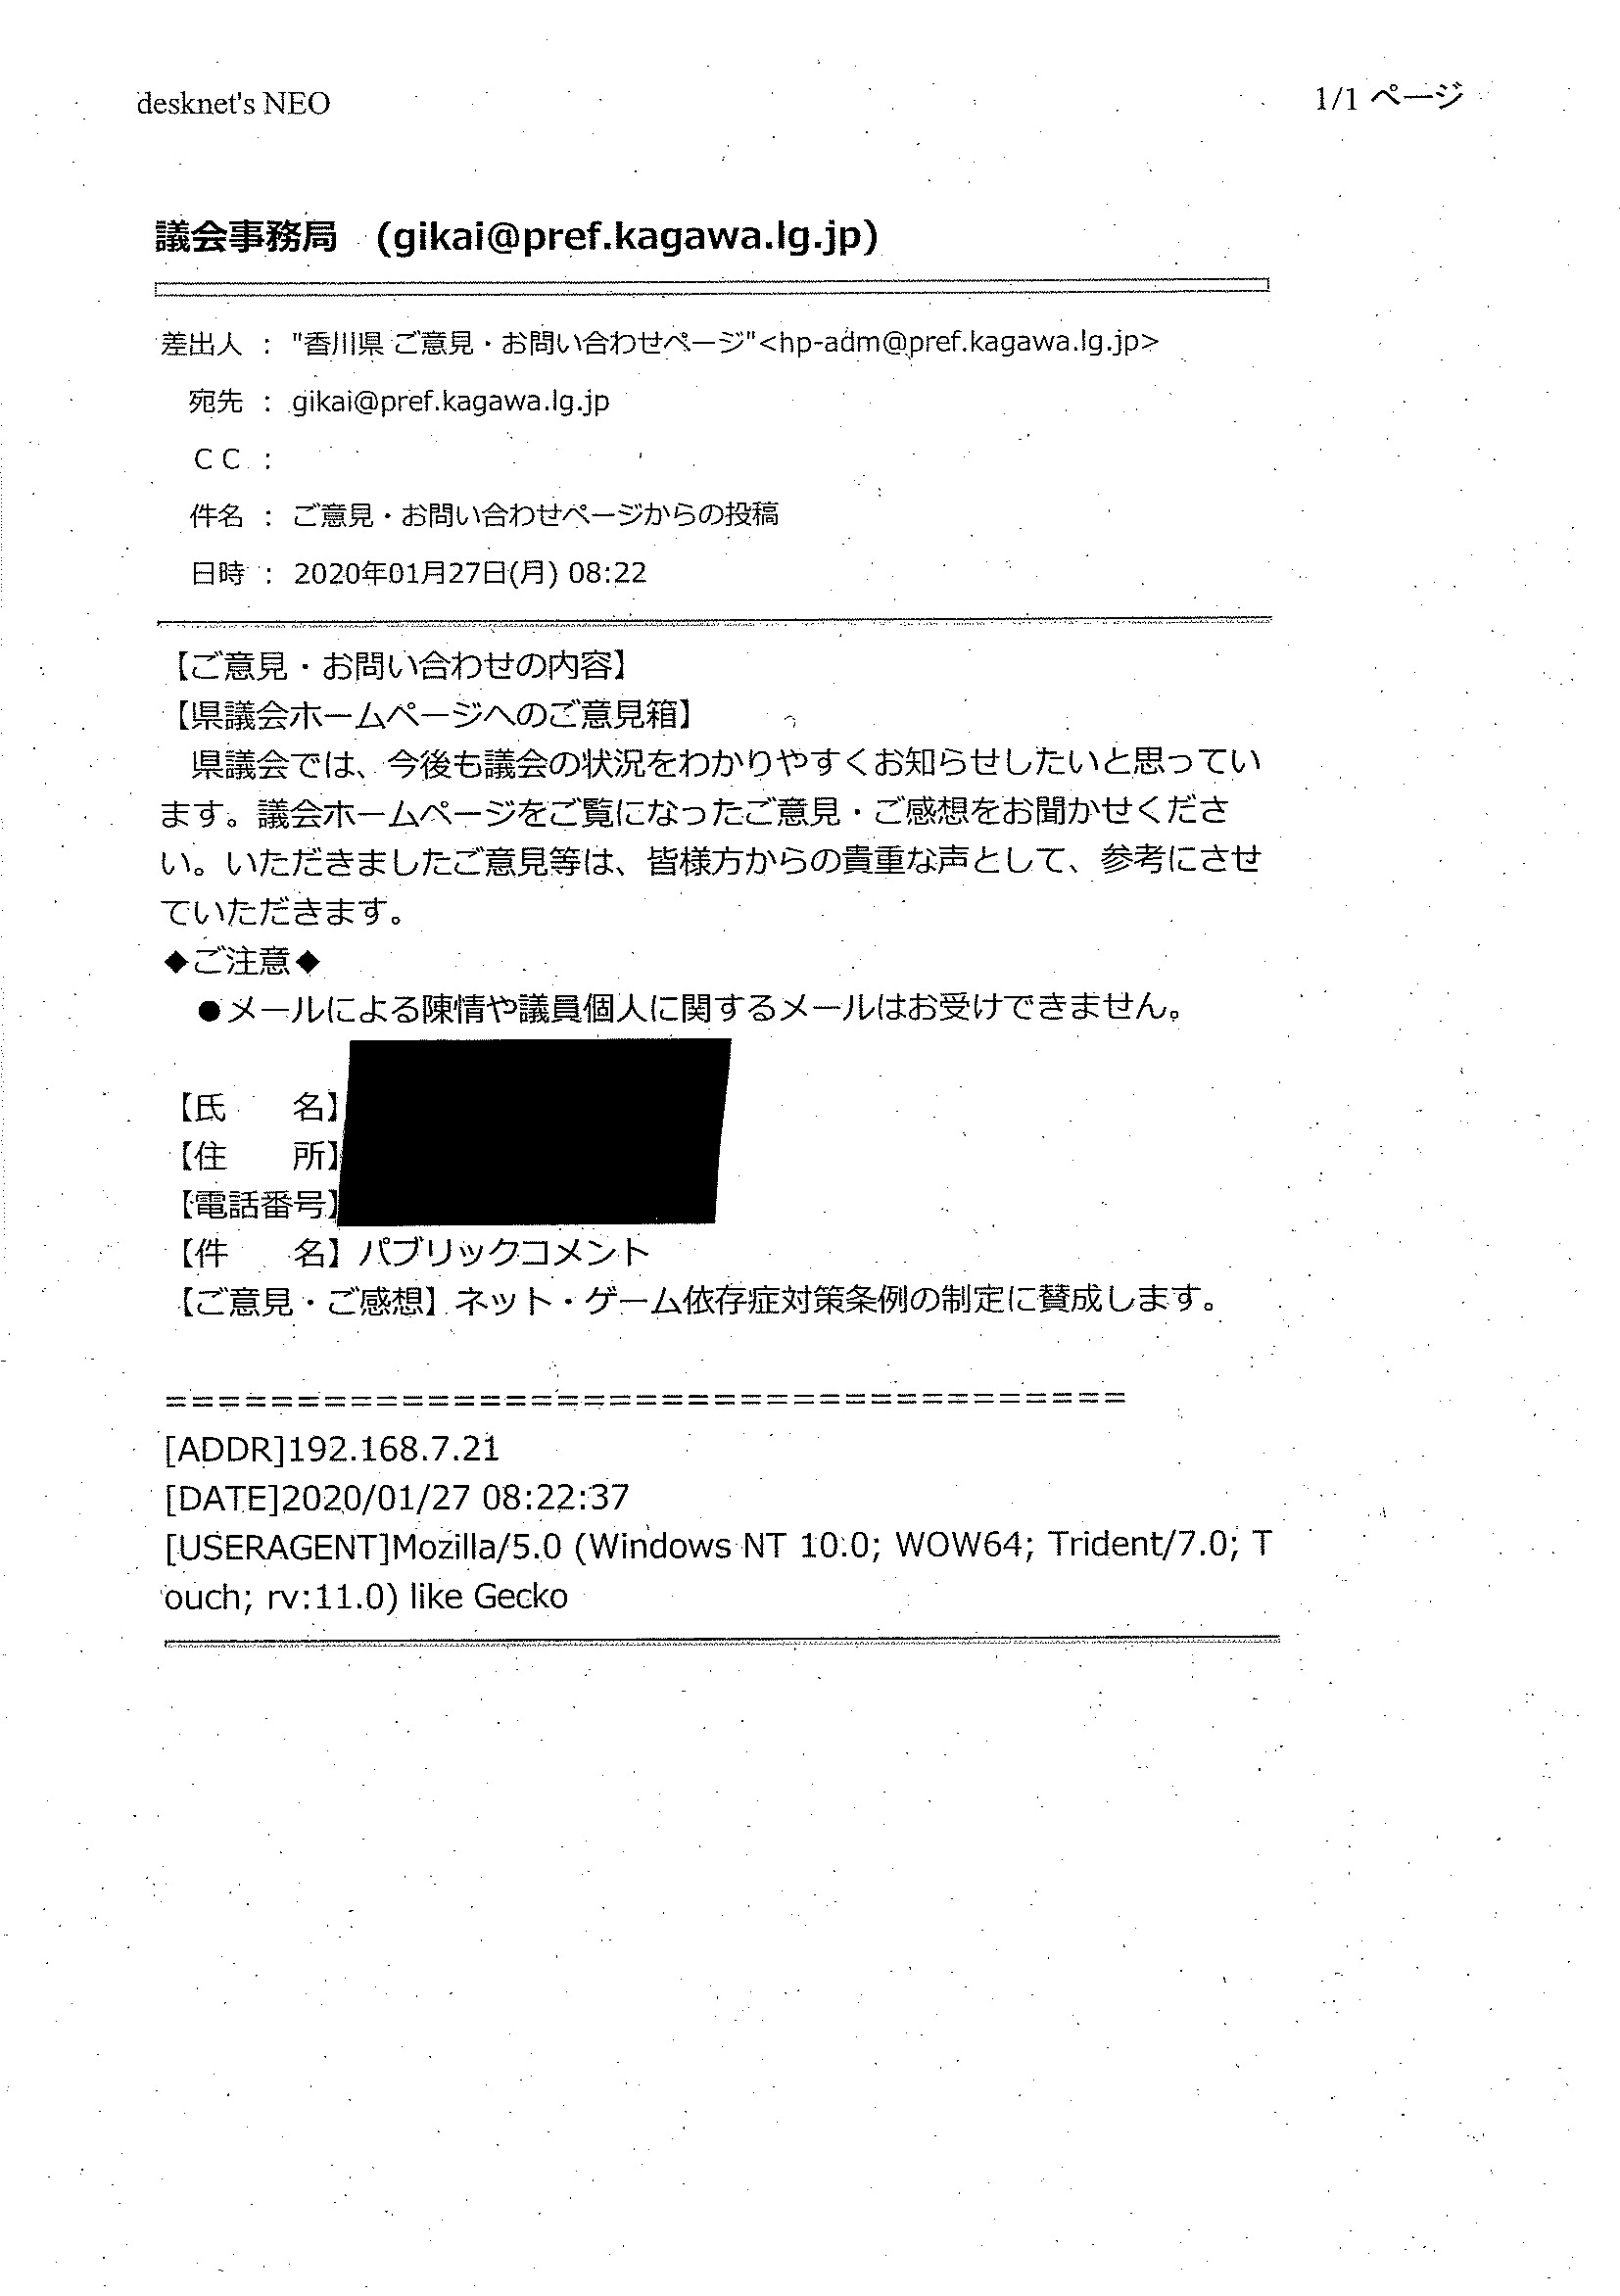 desknet's NEO
1/1 ページ
議会事務局　(gikai@pref.kagawa.lg.jp)
差出人 ： "香川県 ご意見・お問い合わせページ"<hp-adm@pref.kagawa.lg.jp>
宛先 ： gikai@pref.kagawa.lg.jp
ＣＣ ：
件名 ： ご意見・お問い合わせページからの投稿
日時 ： 2020年01月27日(月) 08:22
【ご意見・お問い合わせの内容】
【県議会ホームページへのご意見箱】
　県議会では、今後も議会の状況をわかりやすくお知らせしたいと思ってい
ます。議会ホームページをご覧になったご意見・ご感想をお聞かせくださ
い。いただきましたご意見等は、皆様方からの貴重な声として、参考にさせ
ていただきます。
◆ご注意◆
　●メールによる陳情や議員個人に関するメールはお受けできません。
【氏　　名】
【住　　所】
【電話番号】
【件　　名】パブリックコメント
【ご意見・ご感想】ネット・ゲーム依存症対策条例の制定に賛成します。
=====================================
[ADDR]192.168.7.21
[DATE]2020/01/27 08:22:37
[USERAGENT]Mozilla/5.0 (Windows NT 10.0; WOW64; Trident/7.0; T
ouch; rv:11.0) like Gecko